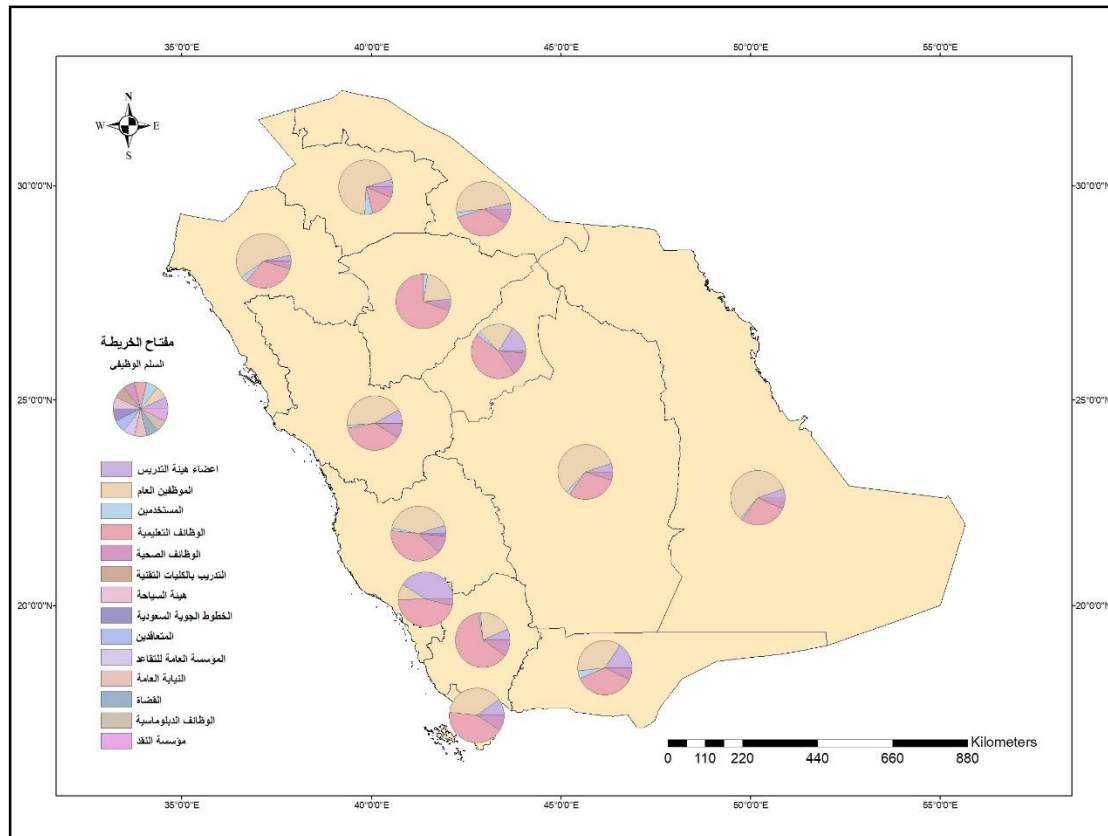 35°0'0"E 40°0'0"E 45°0'0"E 50°0'0"E 55°0'0"E
N
W E
S
30°0'0"N 30°0'0"N
25°0'0"N 25°0'0"N
20°0'0"N 20°0'0"N
مفتاح الخريطة
السلم الوظيفي
اعضاء هيئة التدريس
الموظفين العام
المستخدمين
الوظائف التعليمية
الوظائف الصحية
التدريب بالكليات التقنية
هيئة السياحة
الخطوط الجوية السعودية
المتعاقدين
المؤسسة العامة للتقاعد
النيابة العامة
القضاة
الوظائف الدبلوماسية
مؤسسة النقد
Kilometers
0 110 220 440 660 880
35°0'0"E 40°0'0"E 45°0'0"E 50°0'0"E 55°0'0"E